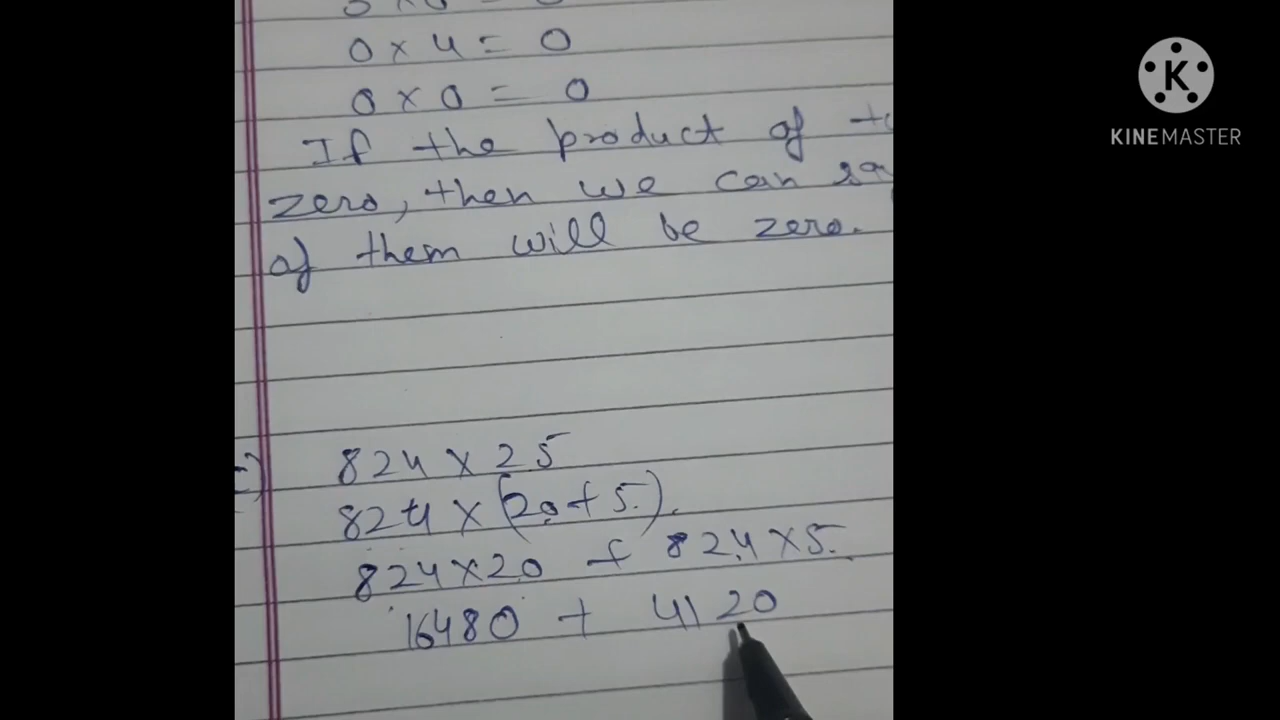 0 × 4 = 0
0 × 0 = 0
If the product of
zero, then we can
of them will be zero.
824 × 25
824 × (20 + 5).
824 × 20 + 824 × 5.
16480 + 4120
K
KINEMASTER